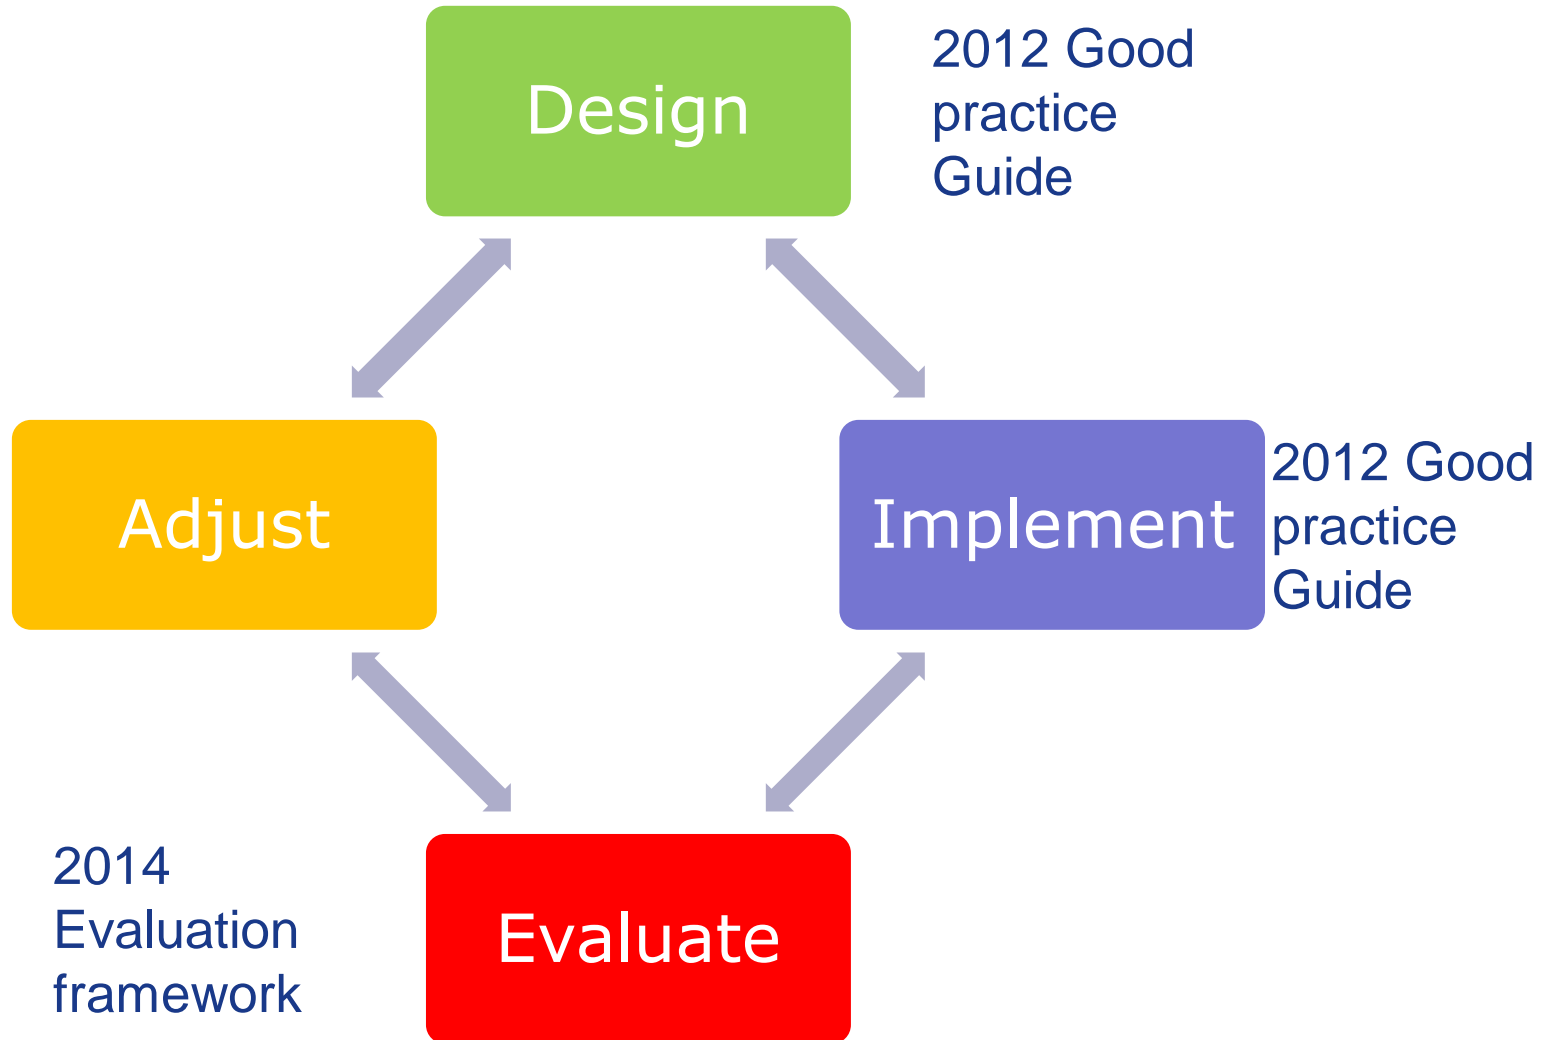 Design
2012 Good
practice
Guide
Adjust
Implement
2012 Good
practice
Guide
2014
Evaluation
framework
Evaluate